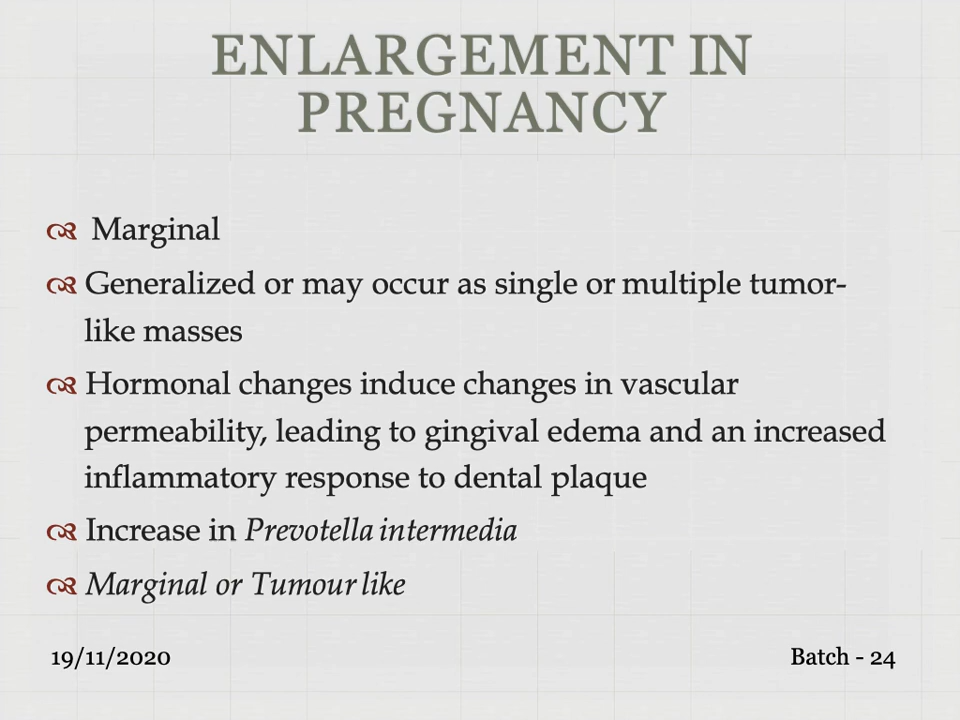 ENLARGEMENT IN
PREGNANCY
Marginal
Generalized or may occur as single or multiple tumor-
like masses
Hormonal changes induce changes in vascular
permeability, leading to gingival edema and an increased
inflammatory response to dental plaque
Increase in Prevotella intermedia
Marginal or Tumour like
19/11/2020
Batch - 24